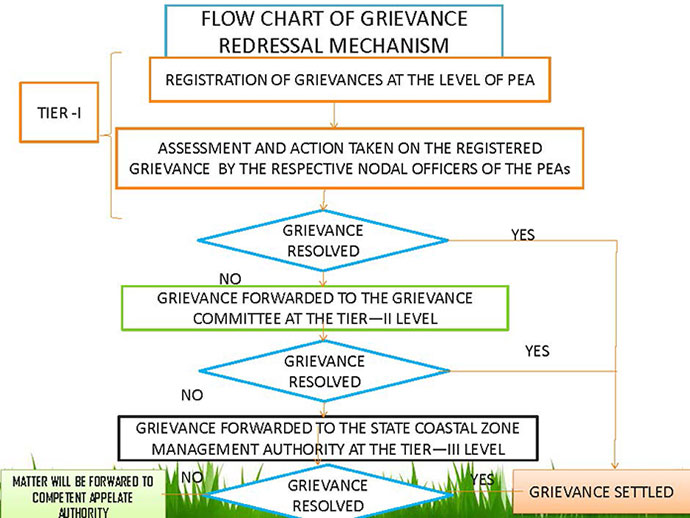 FLOW CHART OF GRIEVANCE
REDRESSAL MECHANISM
REGISTRATION OF GRIEVANCES AT THE LEVEL OF PEA
TIER -I
ASSESSMENT AND ACTION TAKEN ON THE REGISTERED
GRIEVANCE BY THE RESPECTIVE NODAL OFFICERS OF THE PEAs
GRIEVANCE
RESOLVED
YES
NO
GRIEVANCE FORWARDED TO THE GRIEVANCE
COMMITTEE AT THE TIER—II LEVEL
GRIEVANCE
RESOLVED
YES
NO
GRIEVANCE FORWARDED TO THE STATE COASTAL ZONE
MANAGEMENT AUTHORITY AT THE TIER—III LEVEL
NO
GRIEVANCE
RESOLVED
YES
MATTER WILL BE FORWARED TO
COMPETENT APPELATE
AUTHORITY
GRIEVANCE SETTLED